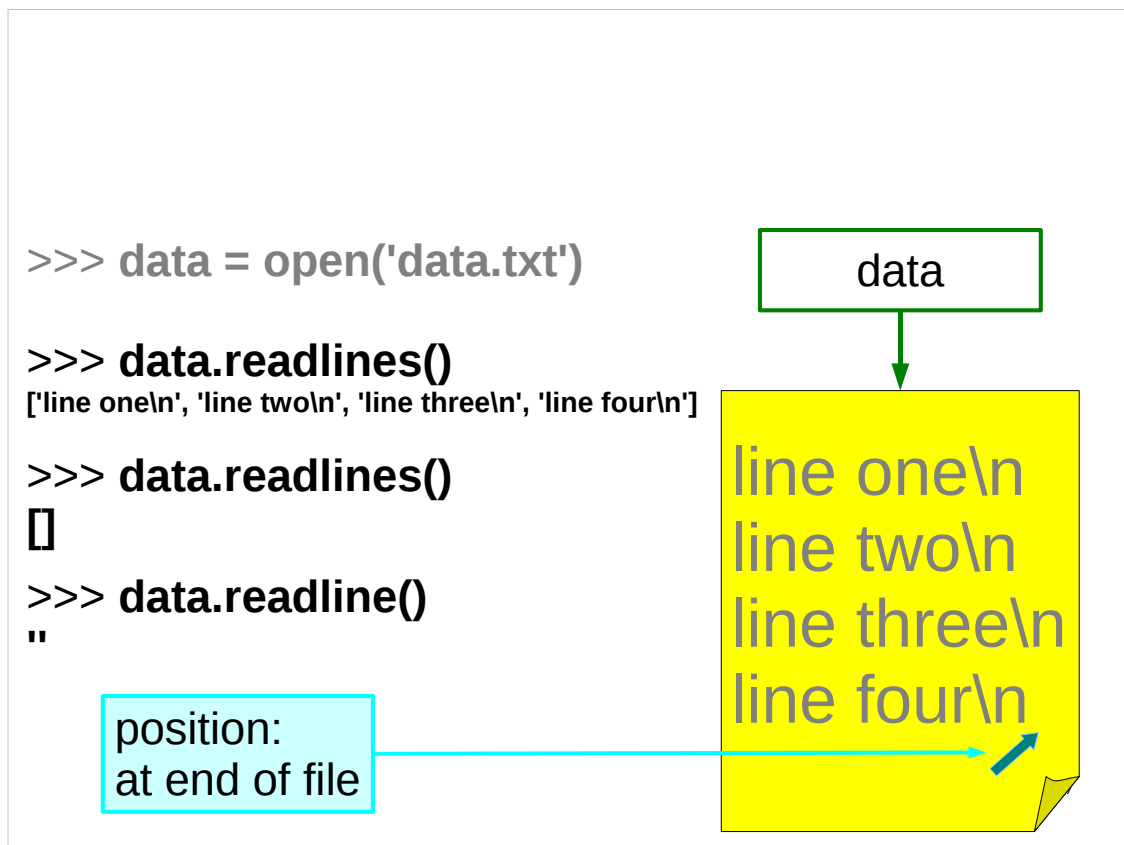 >>> data = open('data.txt')
data
>>> data.readlines()
['line one\n', 'line two\n', 'line three\n', 'line four\n']
>>> data.readlines()
[]
>>> data.readline()
''
line one\n
line two\n
line three\n
line four\n
position:
at end of file